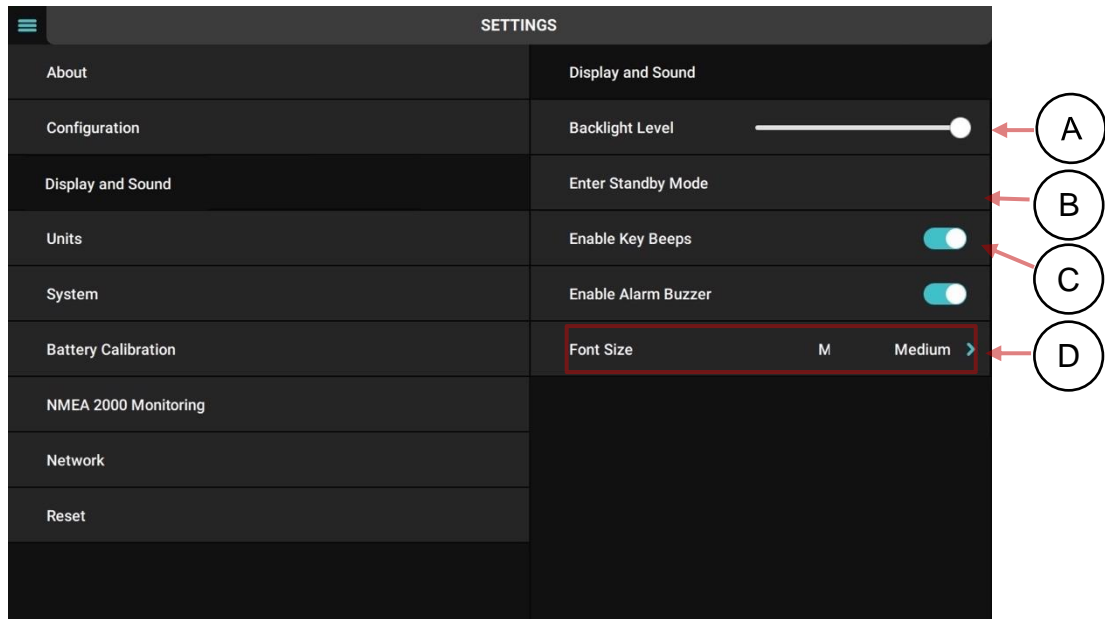 SETTINGS
About
Configuration
Display and Sound
Units
System
Battery Calibration
NMEA 2000 Monitoring
Network
Reset
Display and Sound
Backlight Level
Enter Standby Mode
Enable Key Beeps
Enable Alarm Buzzer
Font Size M Medium
A
B
C
D